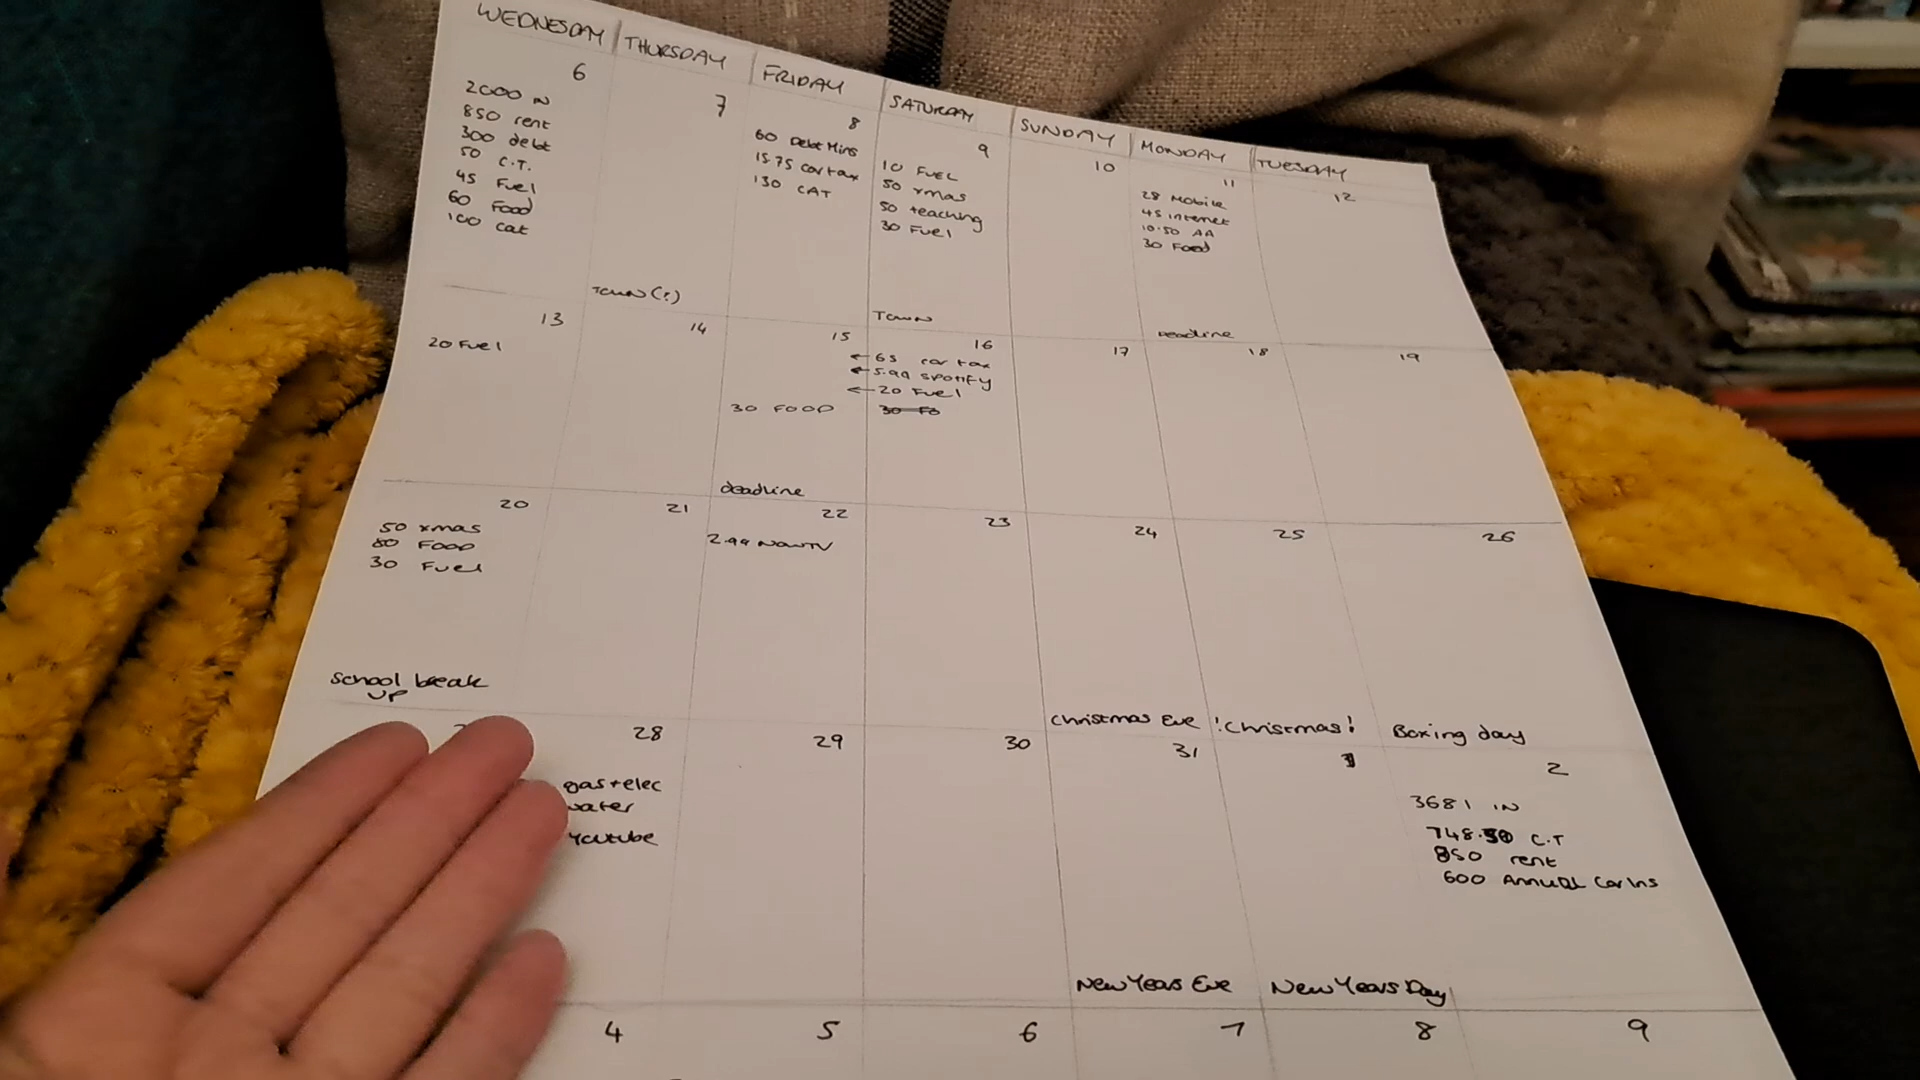 WEDNESDAY THURSDAY FRIDAY SATURDAY SUNDAY MONDAY TUESDAY
6
2000 IN
850 rent
300 debt
50 C.T.
45 Fuel
60 Food
100 cat
7
TOWN (?)
8
60 Debt Mins
15.75 car tax
130 CAT
9
10 FUEL
50 xmas
50 teaching
30 Fuel
TOWN
10
11
28 Mobile
45 internet
10.50 AA
30 Food
Deadline
12
13
20 Fuel
14
15
30 FOOD
deadline
16
← 65 car tax
← 5.99 spotify
← 20 Fuel
30 Fo
17
18
19
20
50 xmas
80 Food
30 Fuel
School break
up
21
22
2.99 NOWTV
23
24
Christmas Eve
25
!Christmas!
26
Boxing day
28
gas+elec
water
Youtube
29
30
31
New Years Eve
1
New Years Day
2
3681 IN
748.50 C.T
850 rent
600 Annual Car Ins
4
5
6
7
8
9